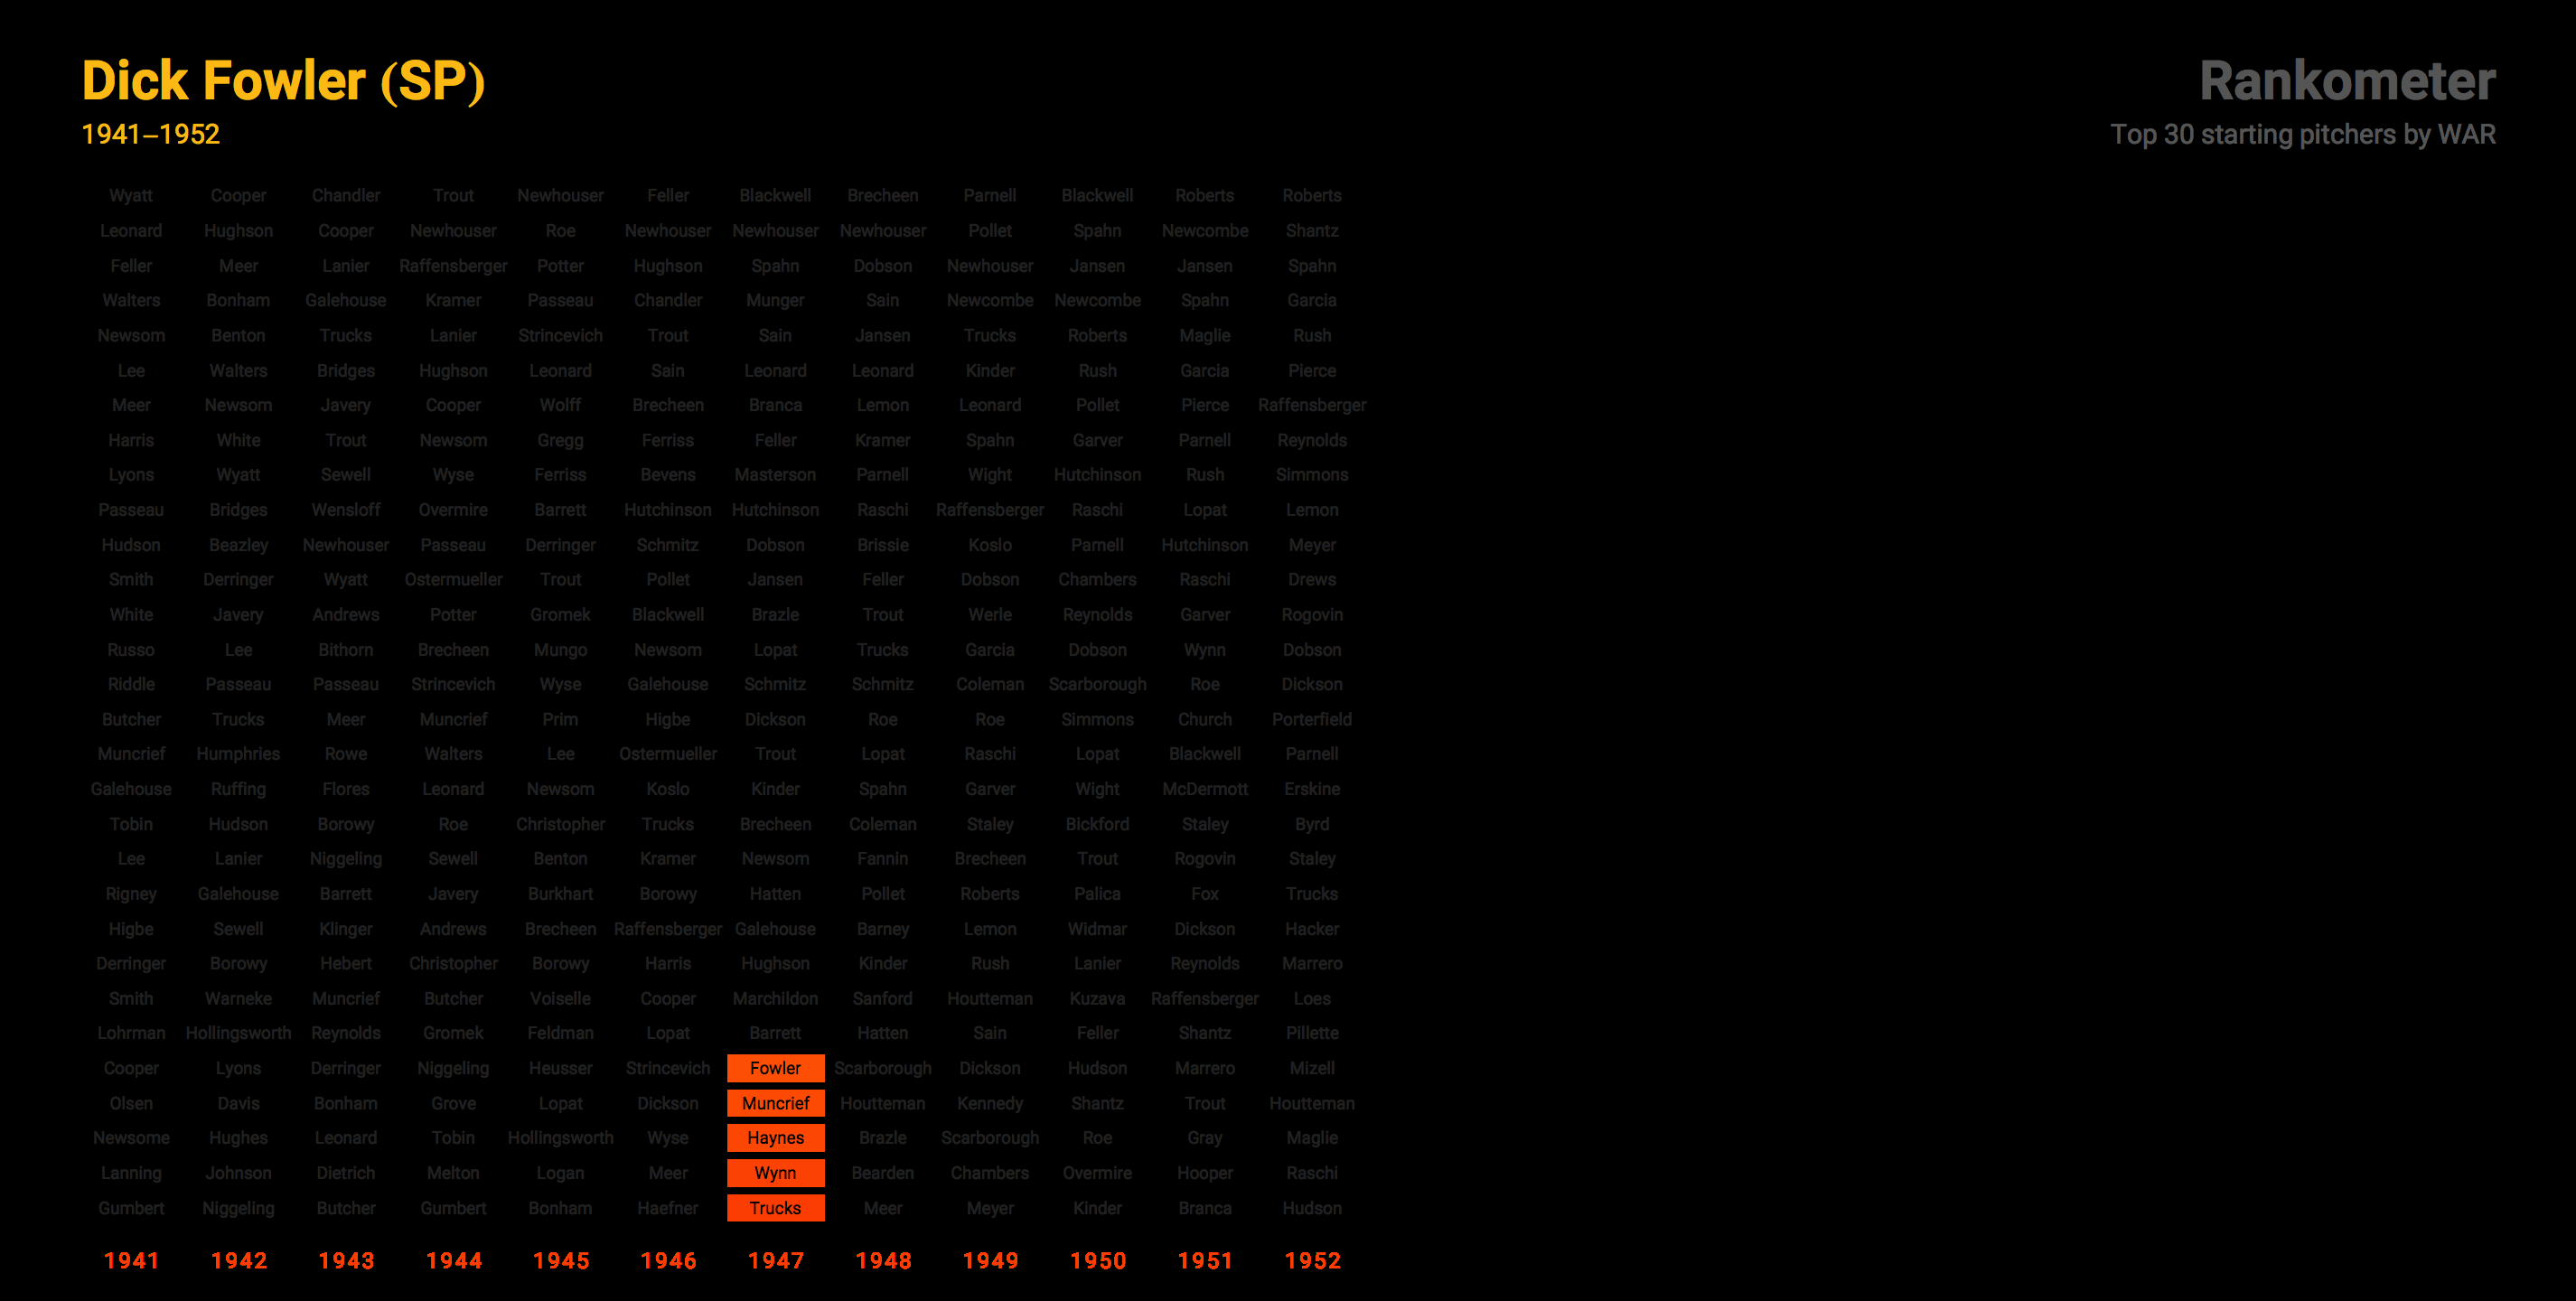 Dick Fowler (SP)
1941–1952
Rankometer
Top 30 starting pitchers by WAR
Wyatt Cooper Chandler Trout Newhouser Feller Blackwell Brecheen Parnell Blackwell Roberts Roberts
Leonard Hughson Cooper Newhouser Roe Newhouser Newhouser Newhouser Pollet Spahn Newcombe Shantz
Feller Meer Lanier Raffensberger Potter Hughson Spahn Dobson Newhouser Jansen Jansen Spahn
Walters Bonham Galehouse Kramer Passeau Chandler Munger Sain Newcombe Newcombe Spahn Garcia
Newsom Benton Trucks Lanier Strincevich Trout Sain Jansen Trucks Roberts Maglie Rush
Lee Walters Bridges Hughson Leonard Sain Leonard Leonard Kinder Rush Garcia Pierce
Meer Newsom Javery Cooper Wolff Brecheen Branca Lemon Leonard Pollet Pierce Raffensberger
Harris White Trout Newsom Gregg Ferriss Feller Kramer Spahn Garver Parnell Reynolds
Lyons Wyatt Sewell Wyse Ferriss Bevens Masterson Parnell Wight Hutchinson Rush Simmons
Passeau Bridges Wensloff Overmire Barrett Hutchinson Hutchinson Raschi Raffensberger Raschi Lopat Lemon
Hudson Beazley Newhouser Passeau Derringer Schmitz Dobson Brissie Koslo Parnell Hutchinson Meyer
Smith Derringer Wyatt Ostermueller Trout Pollet Jansen Feller Dobson Chambers Raschi Drews
White Javery Andrews Potter Gromek Blackwell Brazle Trout Werle Reynolds Garver Rogovin
Russo Lee Bithorn Brecheen Mungo Newsom Lopat Trucks Garcia Dobson Wynn Dobson
Riddle Passeau Passeau Strincevich Wyse Galehouse Schmitz Schmitz Coleman Scarborough Roe Dickson
Butcher Trucks Meer Muncrief Prim Higbe Dickson Roe Roe Simmons Church Porterfield
Muncrief Humphries Rowe Walters Lee Ostermueller Trout Lopat Raschi Lopat Blackwell Parnell
Galehouse Ruffing Flores Leonard Newsom Koslo Kinder Spahn Garver Wight McDermott Erskine
Tobin Hudson Borowy Roe Christopher Trucks Brecheen Coleman Staley Bickford Staley Byrd
Lee Lanier Niggeling Sewell Benton Kramer Newsom Fannin Brecheen Trout Rogovin Staley
Rigney Galehouse Barrett Javery Burkhart Borowy Hatten Pollet Roberts Palica Fox Trucks
Higbe Sewell Klinger Andrews Brecheen Raffensberger Galehouse Barney Lemon Widmar Dickson Hacker
Derringer Borowy Hebert Christopher Borowy Harris Hughson Kinder Rush Lanier Reynolds Marrero
Smith Warneke Muncrief Butcher Voiselle Cooper Marchildon Sanford Houtteman Kuzava Raffensberger Loes
Lohrman Hollingsworth Reynolds Gromek Feldman Lopat Barrett Hatten Sain Feller Shantz Pillette
Cooper Lyons Derringer Niggeling Heusser Strincevich Fowler Scarborough Dickson Hudson Marrero Mizell
Olsen Davis Bonham Grove Lopat Dickson Muncrief Houtteman Kennedy Shantz Trout Houtteman
Newsome Hughes Leonard Tobin Hollingsworth Wyse Haynes Brazle Scarborough Roe Gray Maglie
Lanning Johnson Dietrich Melton Logan Meer Wynn Bearden Chambers Overmire Hooper Raschi
Gumbert Niggeling Butcher Gumbert Bonham Haefner Trucks Meer Meyer Kinder Branca Hudson
1941 1942 1943 1944 1945 1946 1947 1948 1949 1950 1951 1952